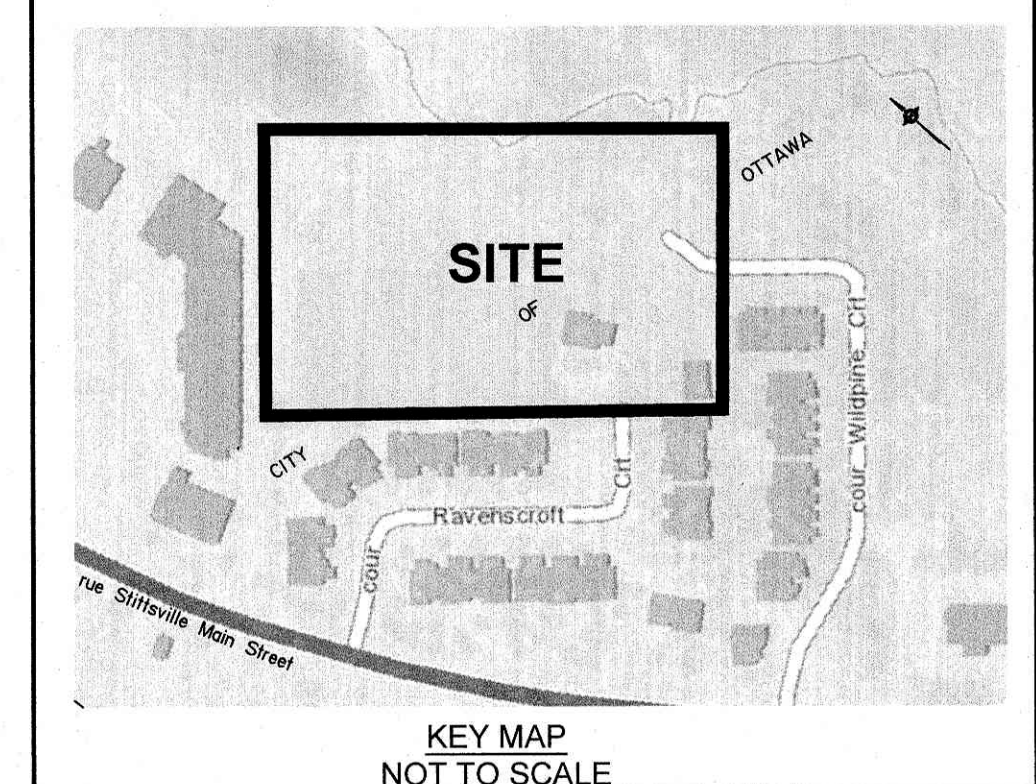 OTTAWA
SITE
OF
cour Wildpine Crt
CITY
Crt
Ravenscroft
cour
rue Stittsville Main Street
KEY MAP
NOT TO SCALE